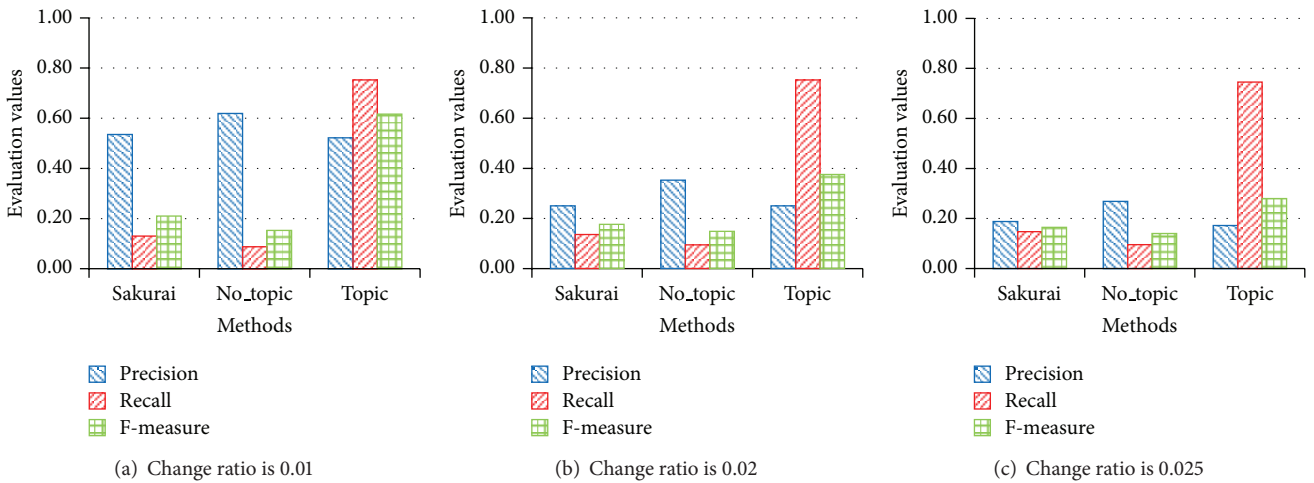 1.00
0.80
0.60
0.40
0.20
0.00
Evaluation values
Sakurai No_topic Topic
Methods
Precision
Recall
F-measure
(a) Change ratio is 0.01
1.00
0.80
0.60
0.40
0.20
0.00
Evaluation values
Sakurai No_topic Topic
Methods
Precision
Recall
F-measure
(b) Change ratio is 0.02
1.00
0.80
0.60
0.40
0.20
0.00
Evaluation values
Sakurai No_topic Topic
Methods
Precision
Recall
F-measure
(c) Change ratio is 0.025